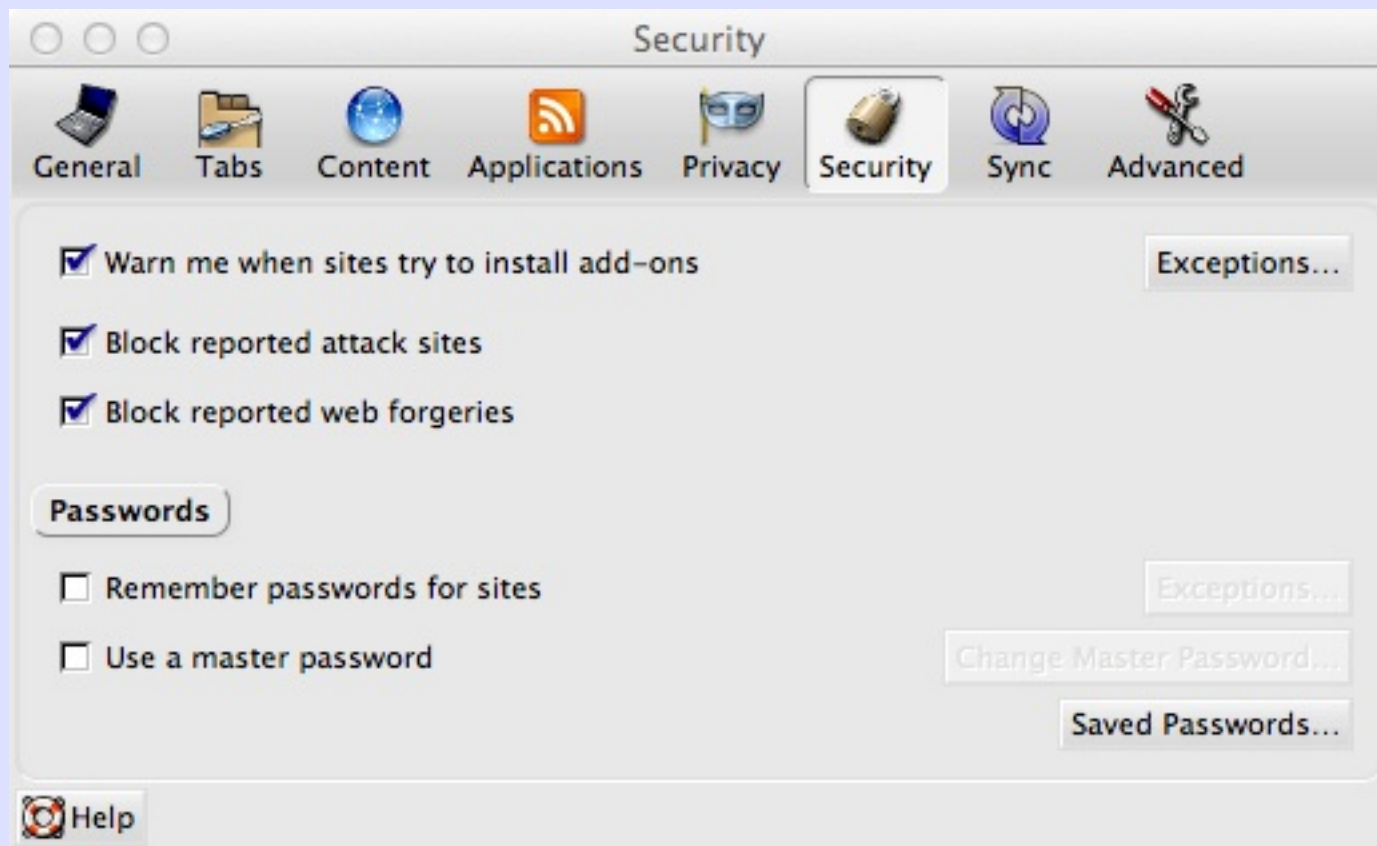 Security
General Tabs Content Applications Privacy Security Sync Advanced
Warn me when sites try to install add-ons Exceptions...
Block reported attack sites
Block reported web forgeries
Passwords
Remember passwords for sites Exceptions...
Use a master password Change Master Password...
Saved Passwords...
Help